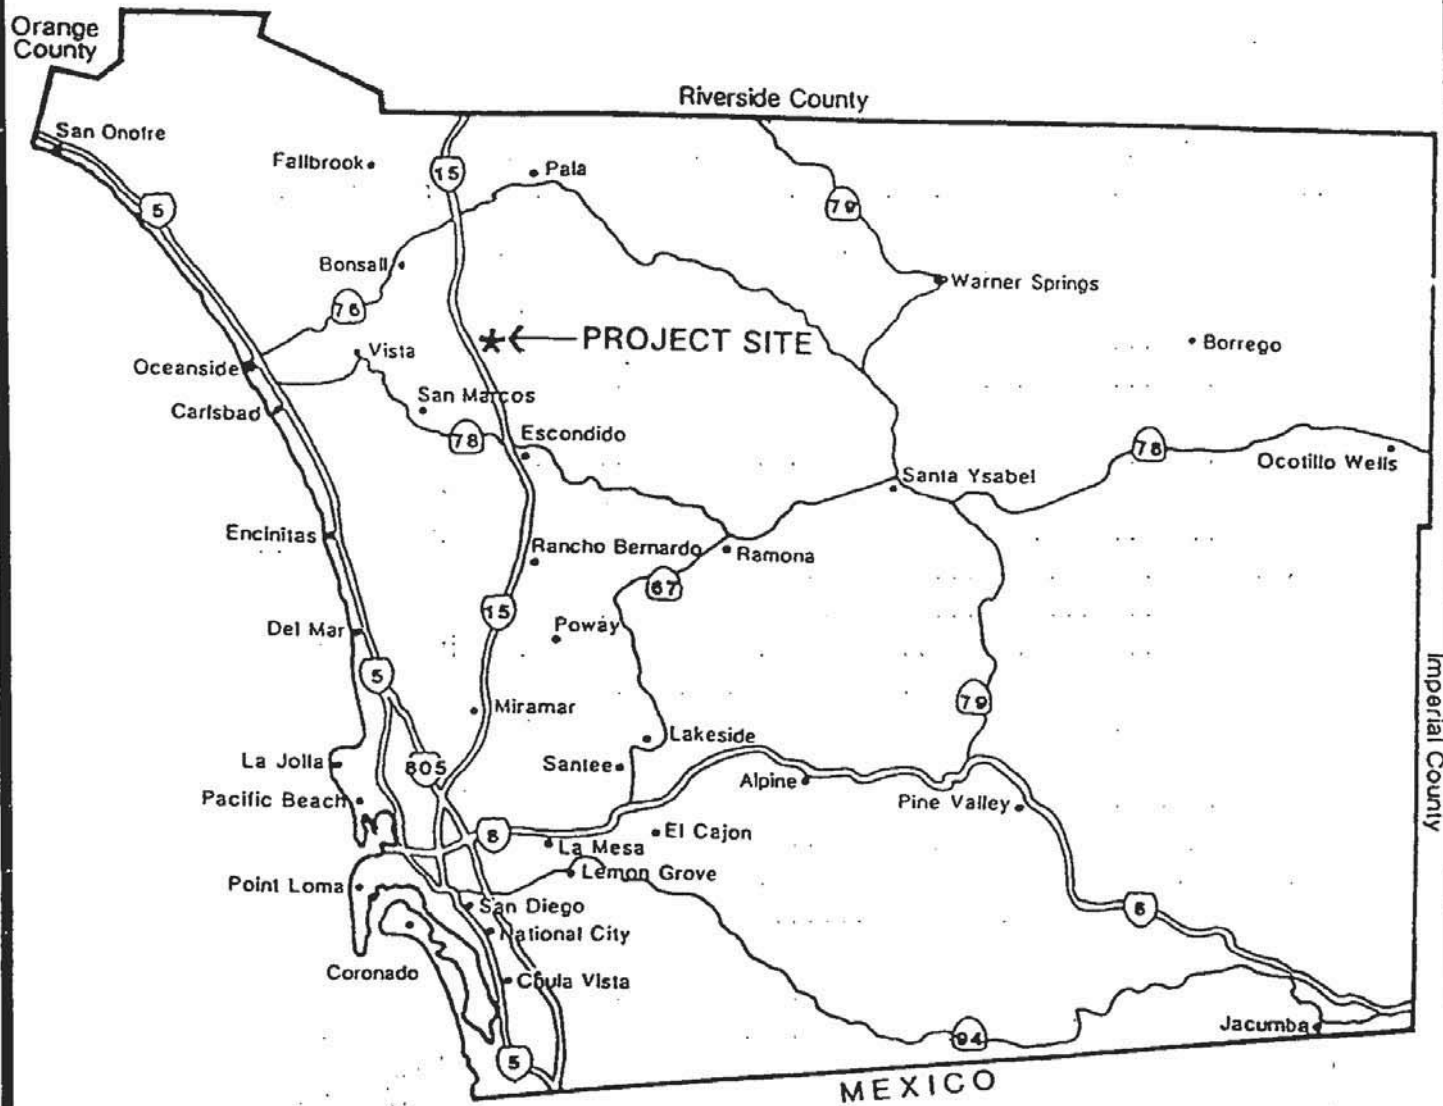 Orange
County
Riverside County
San Onofre
Fallbrook
15
Pala
5
79
Bonsall
Warner Springs
76
PROJECT SITE
Borrego
Vista
Oceanside
San Marcos
Carlsbad
78
Escondido
78
Ocotillo Wells
Santa Ysabel
Encinitas
Rancho Bernardo
Ramona
67
15
Del Mar
Poway
5
79
Imperial County
Miramar
Lakeside
La Jolla
805
Santee
Alpine
Pine Valley
Pacific Beach
8
El Cajon
La Mesa
Lemon Grove
Point Loma
San Diego
8
National City
Coronado
Chula Vista
Jacumba
94
5
MEXICO